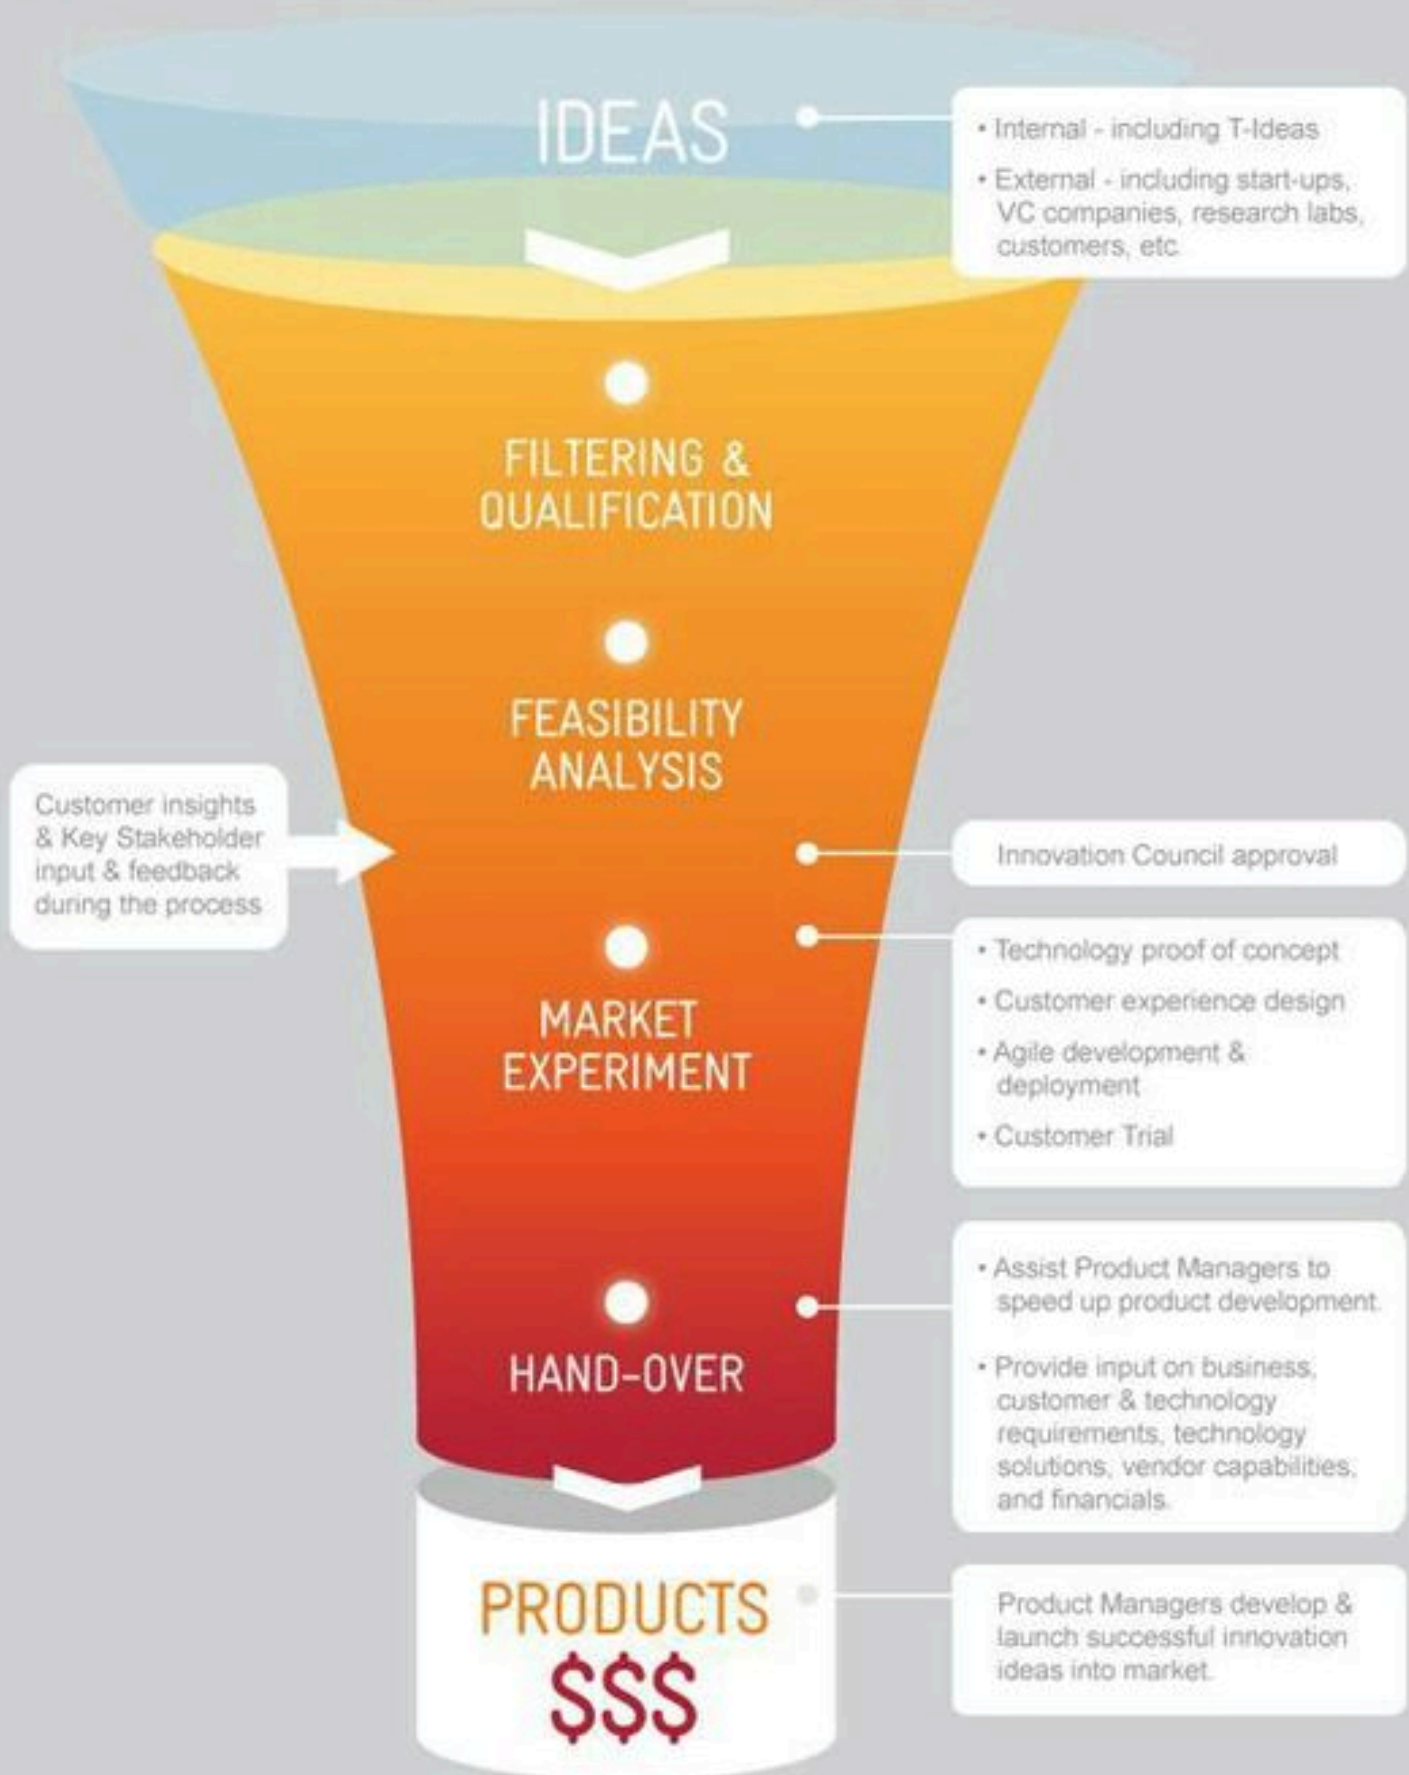 IDEAS
• Internal - including T-Ideas
• External - including start-ups,
VC companies, research labs,
customers, etc.
FILTERING &
QUALIFICATION
FEASIBILITY
ANALYSIS
Customer insights
& Key Stakeholder
input & feedback
during the process
Innovation Council approval
MARKET
EXPERIMENT
• Technology proof of concept
• Customer experience design
• Agile development &
deployment
• Customer Trial
HAND-OVER
• Assist Product Managers to
speed up product development.
• Provide input on business,
customer & technology
requirements, technology
solutions, vendor capabilities,
and financials.
PRODUCTS
$$$
Product Managers develop &
launch successful innovation
ideas into market.